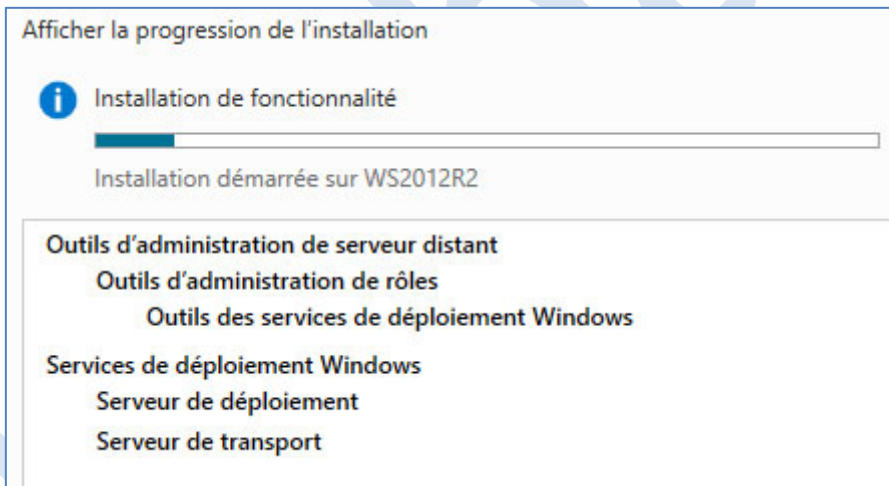 Afficher la progression de l'installation
Installation de fonctionnalité
Installation démarrée sur WS2012R2
Outils d'administration de serveur distant
Outils d'administration de rôles
Outils des services de déploiement Windows
Services de déploiement Windows
Serveur de déploiement
Serveur de transport